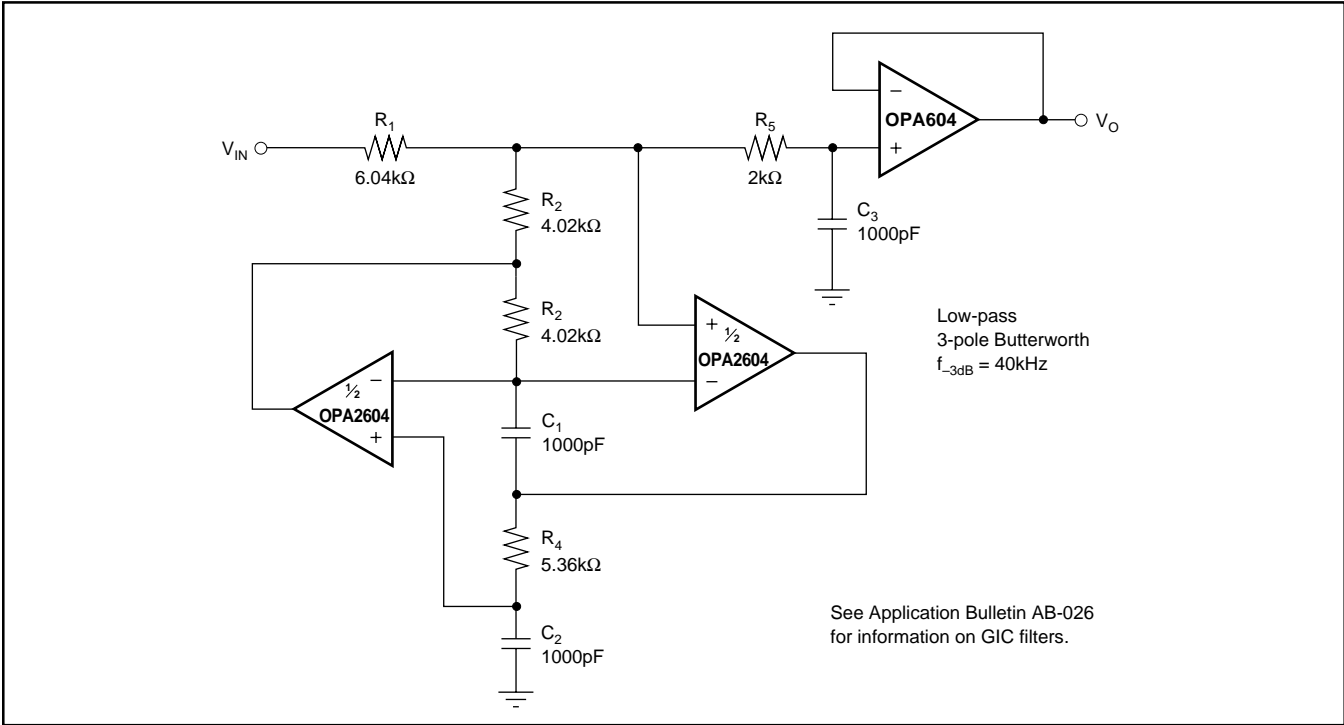 OPA604
−
+
V_O
V_IN
R1
6.04kΩ
R5
2kΩ
C3
1000pF
R2
4.02kΩ
R2
4.02kΩ
+
½
OPA2604
−
Low-pass
3-pole Butterworth
f–3dB = 40kHz
½
−
OPA2604
+
C1
1000pF
R4
5.36kΩ
C2
1000pF
See Application Bulletin AB-026
for information on GIC filters.